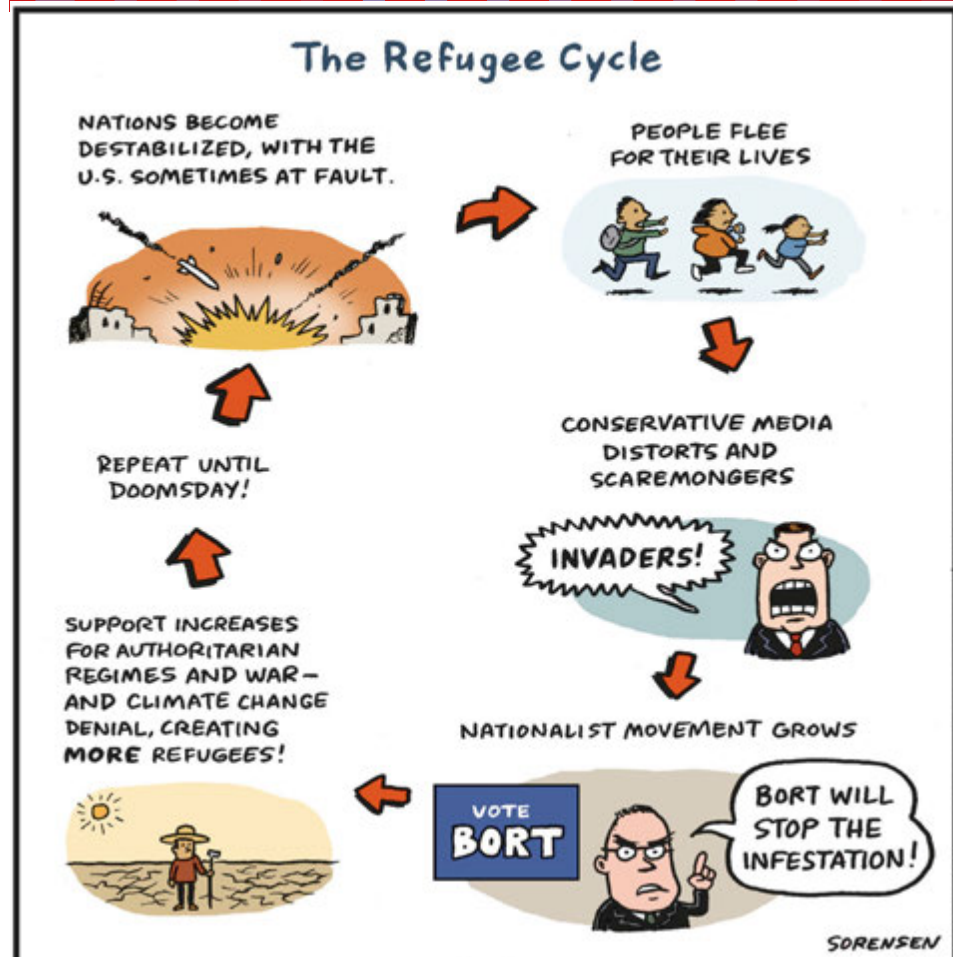 The Refugee Cycle
NATIONS BECOME
DESTABILIZED, WITH THE
U.S. SOMETIMES AT FAULT.
PEOPLE FLEE
FOR THEIR LIVES
CONSERVATIVE MEDIA
DISTORTS AND
SCAREMONGERS
INVADERS!
NATIONALIST MOVEMENT GROWS
VOTE
BORT
BORT WILL
STOP THE
INFESTATION!
SUPPORT INCREASES
FOR AUTHORITARIAN
REGIMES AND WAR–
AND CLIMATE CHANGE
DENIAL, CREATING
MORE REFUGEES!
REPEAT UNTIL
DOOMSDAY!
SORENSEN